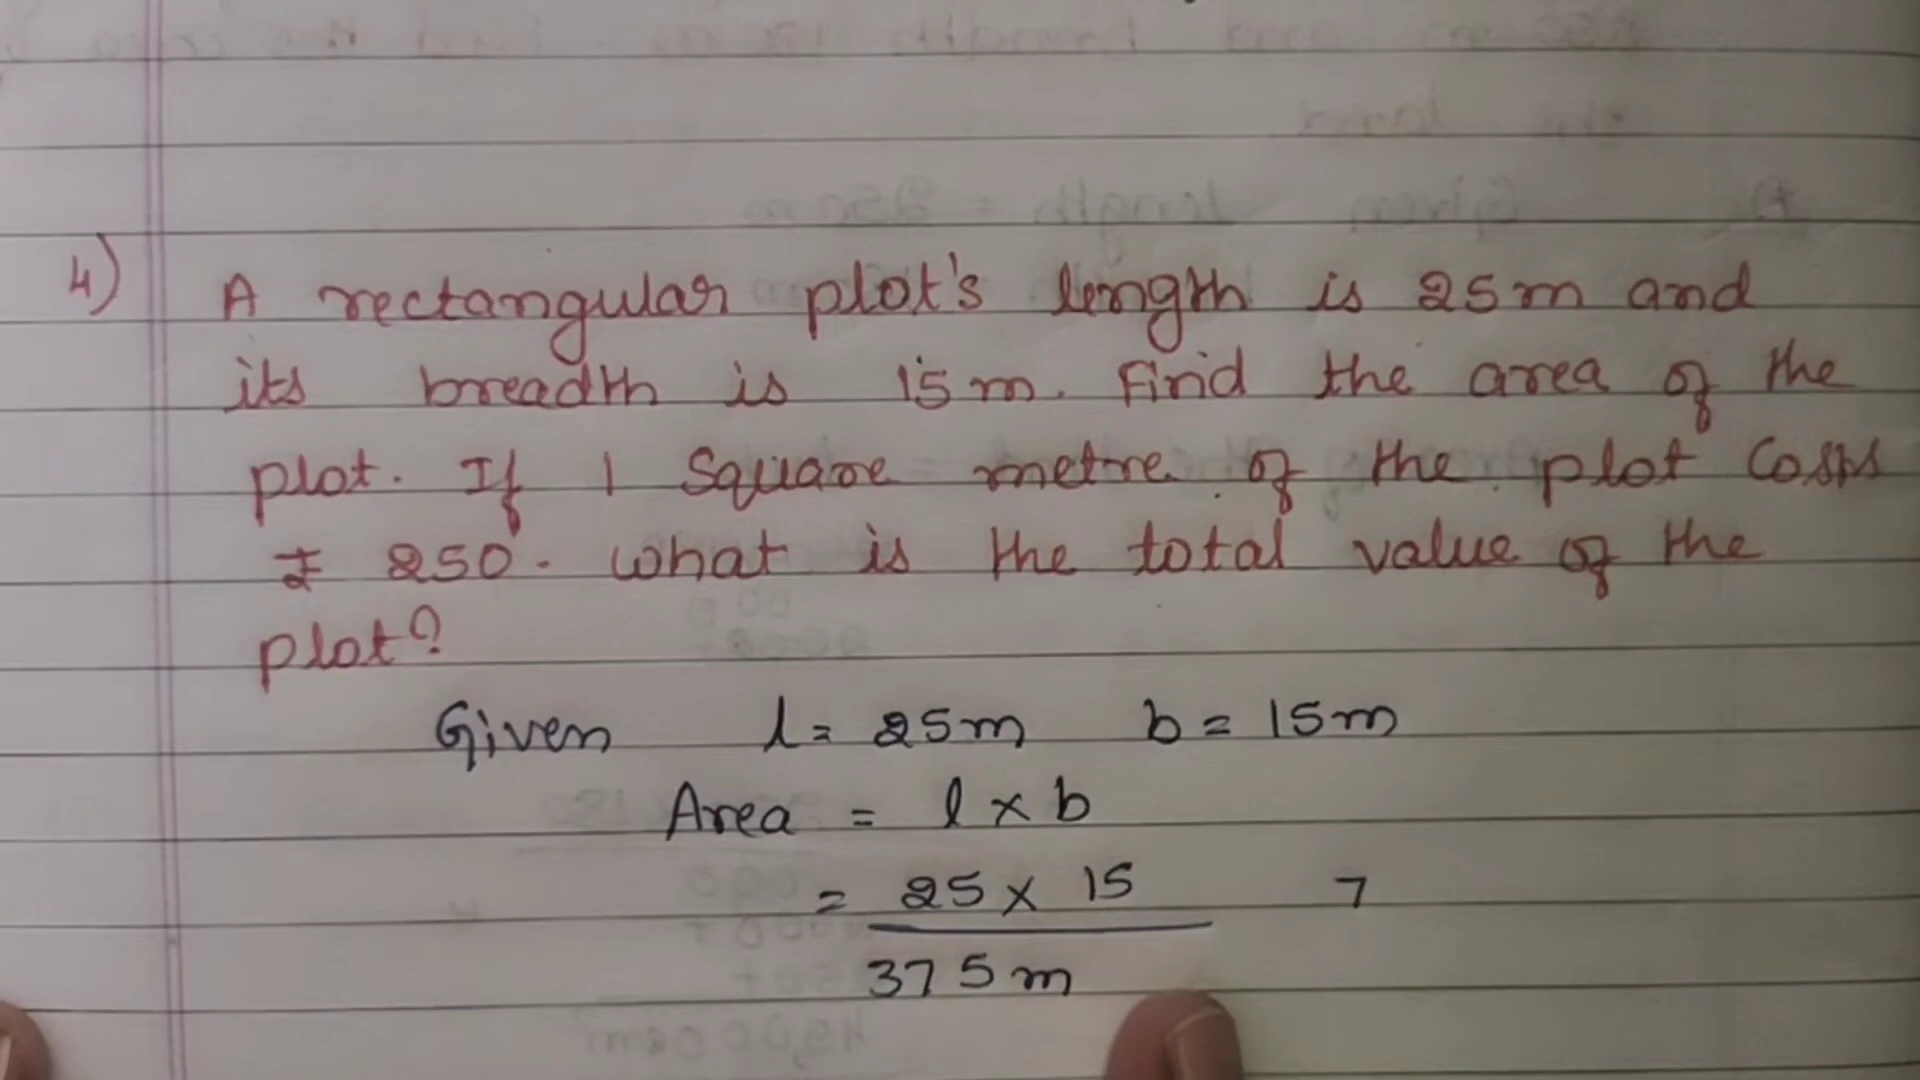 4) A rectangular plot's length is 25m and
its breadth is 15m. Find the area of the
plot. If 1 Square metre of the plot Costs
₹ 250. What is the total value of the
plot?
Given l = 25m b = 15m
Area = l × b
= 25 × 15 7
375 m